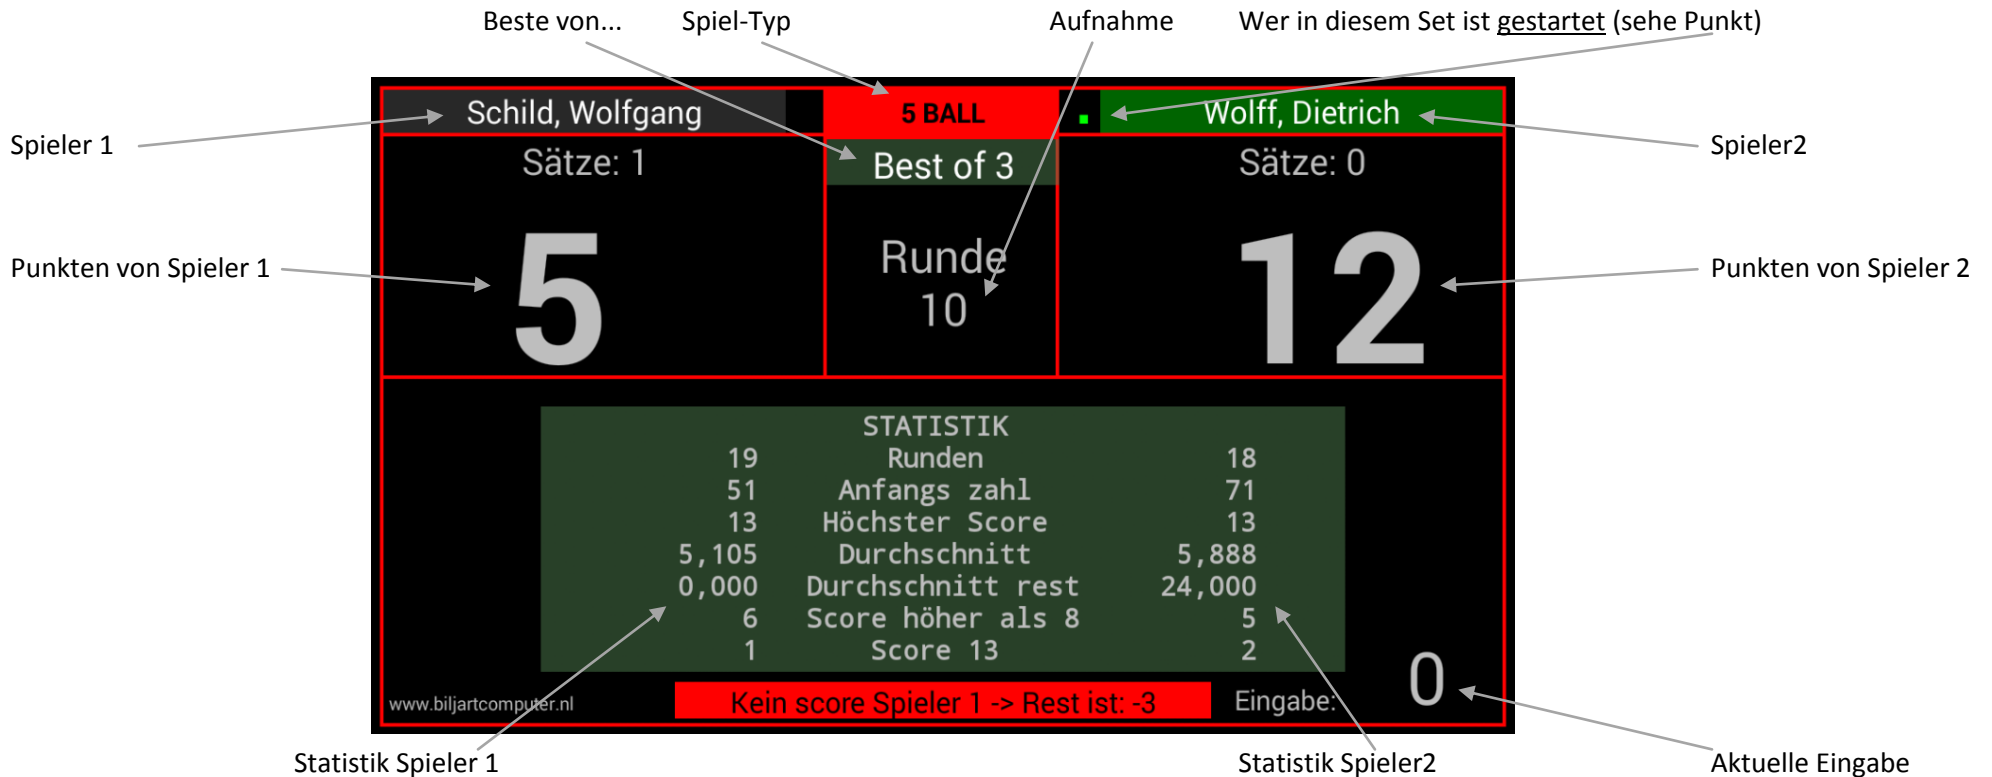 Beste von... Spiel-Typ Aufnahme Wer in diesem Set ist gestartet (sehe Punkt)
Schild, Wolfgang 5 BALL . Wolff, Dietrich
Spieler 1 Sätze: 1 Best of 3 Sätze: 0 Spieler2
Punkten von Spieler 1 5 Runde 12 Punkten von Spieler 2
10
STATISTIK
19 Runden 18
51 Anfangs zahl 71
13 Höchster Score 13
5,105 Durchschnitt 5,888
0,000 Durchschnitt rest 24,000
6 Score höher als 8 5
1 Score 13 2
www.biljartcomputer.nl Kein score Spieler 1 -> Rest ist: -3 Eingabe: 0
Statistik Spieler 1 Statistik Spieler2 Aktuelle Eingabe